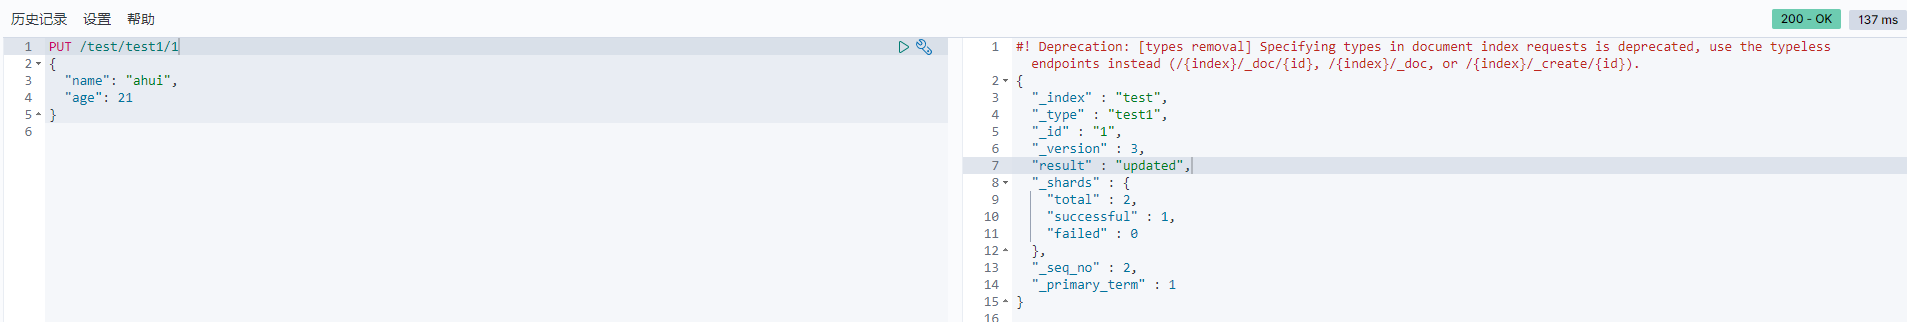 历史记录 设置 帮助
200 - OK 137 ms
1 PUT /test/test1/1
2 {
3 "name": "ahui",
4 "age": 21
5 }
6
1 #! Deprecation: [types removal] Specifying types in document index requests is deprecated, use the typeless
endpoints instead (/{index}/_doc/{id}, /{index}/_doc, or /{index}/_create/{id}).
2 {
3 "_index" : "test",
4 "_type" : "test1",
5 "_id" : "1",
6 "_version" : 3,
7 "result" : "updated",
8 "_shards" : {
9 "total" : 2,
10 "successful" : 1,
11 "failed" : 0
12 },
13 "_seq_no" : 2,
14 "_primary_term" : 1
15 }
16